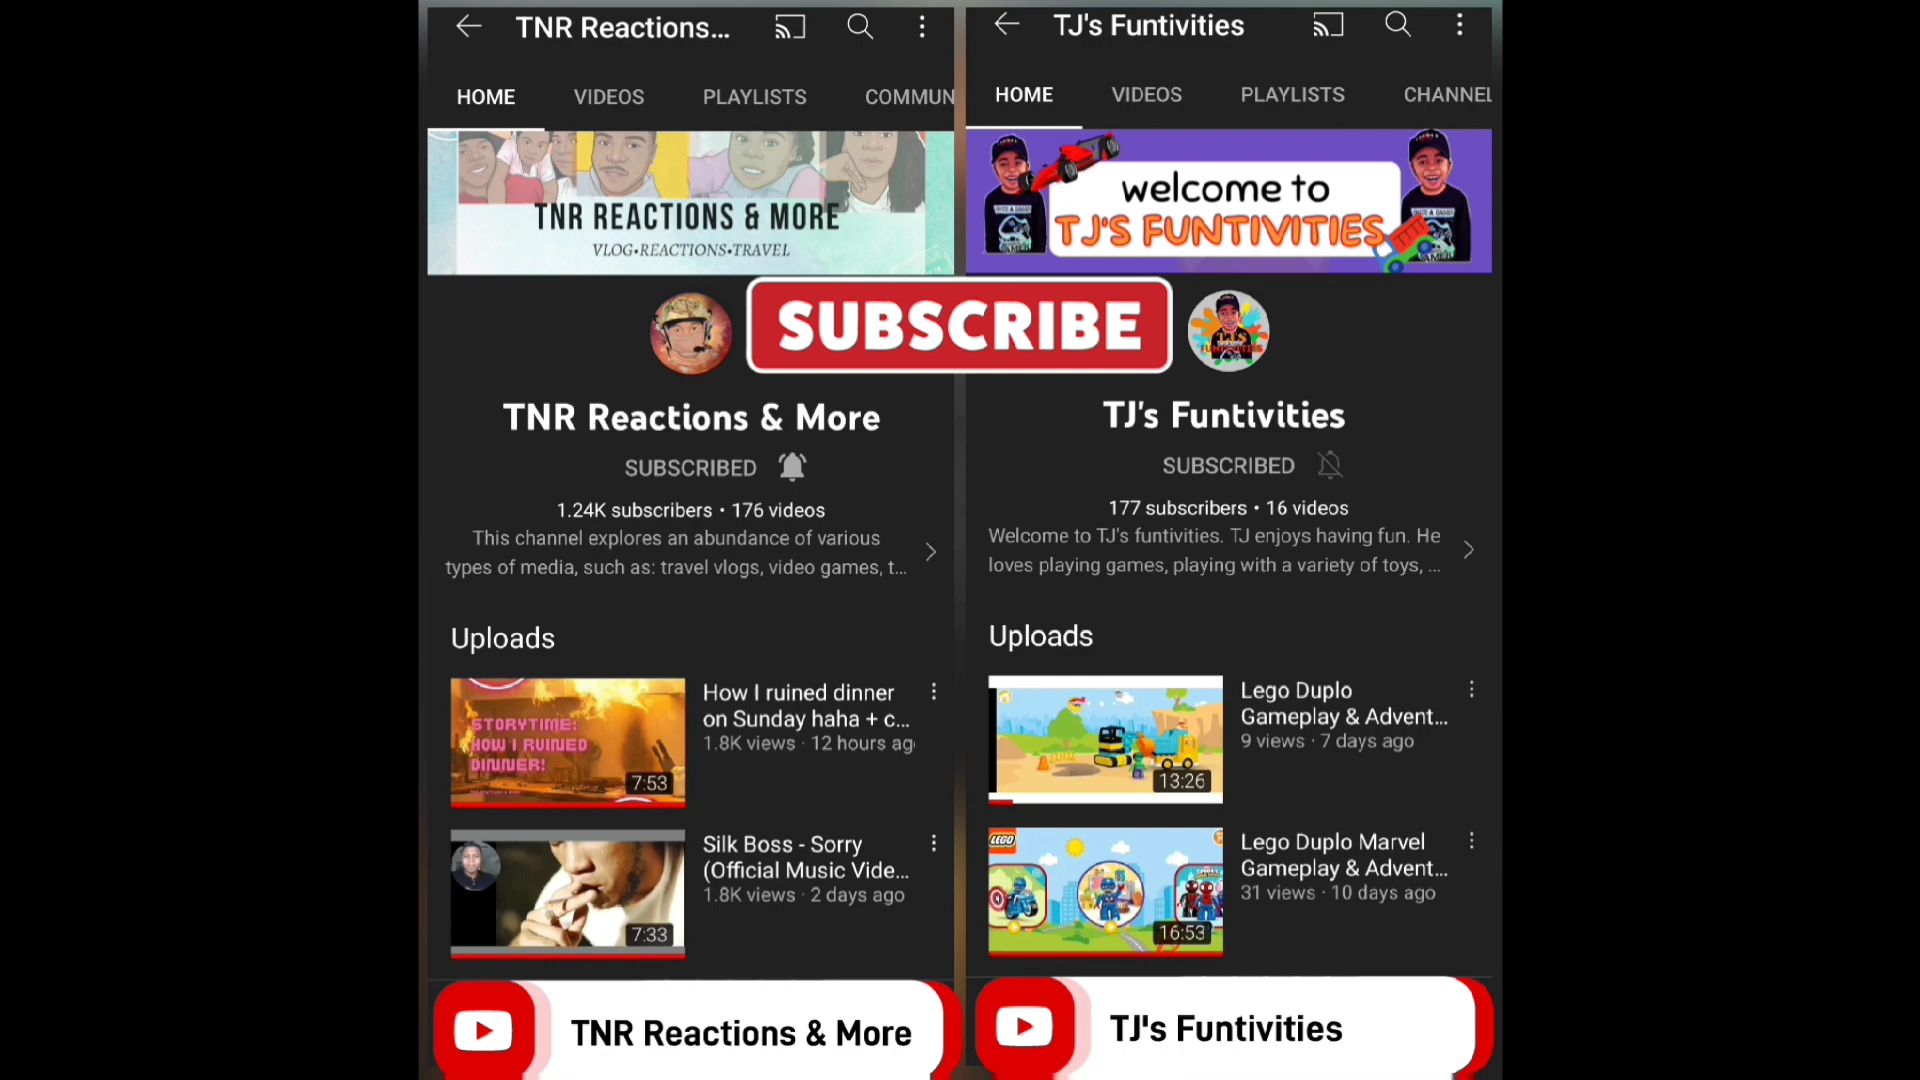 TNR Reactions...
HOME VIDEOS PLAYLISTS COMMUN
TNR REACTIONS & MORE
VLOG•REACTIONS•TRAVEL
TNR Reactions & More
SUBSCRIBED
1.24K subscribers • 176 videos
This channel explores an abundance of various
types of media, such as: travel vlogs, video games, t...
Uploads
STORYTIME:
HOW I RUINED
DINNER!
7:53
How I ruined dinner
on Sunday haha + c...
1.8K views · 12 hours ag
7:33
Silk Boss - Sorry
(Official Music Vide...
1.8K views · 2 days ago
TNR Reactions & More
SUBSCRIBE
TJ's Funtivities
HOME VIDEOS PLAYLISTS CHANNEL
welcome to
TJ'S FUNTIVITIES
TJ's Funtivities
SUBSCRIBED
177 subscribers • 16 videos
Welcome to TJ's funtivities. TJ enjoys having fun. He
loves playing games, playing with a variety of toys, ...
Uploads
13:26
Lego Duplo
Gameplay & Advent...
9 views · 7 days ago
LEGO
16:53
Lego Duplo Marvel
Gameplay & Advent...
31 views · 10 days ago
TJ's Funtivities